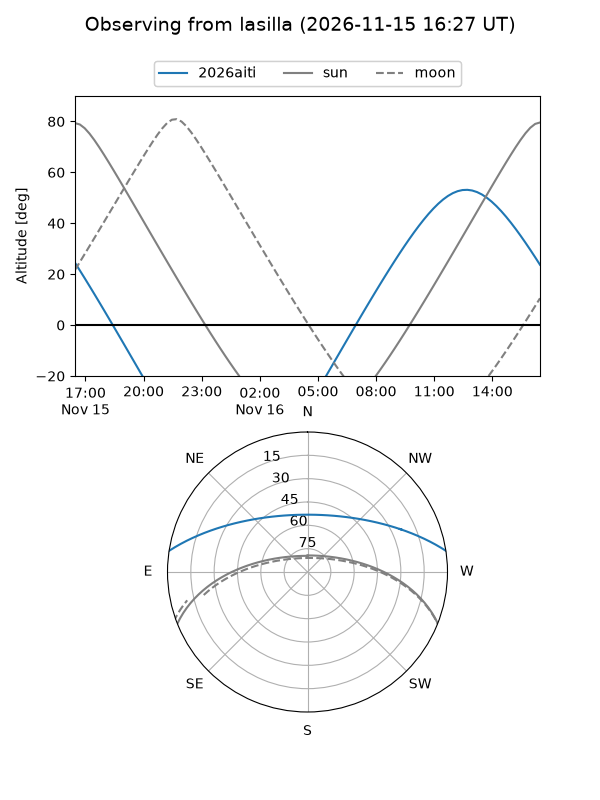 Observing from lasilla (2026-11-15 16:27 UT)
2026aiti sun moon
Altitude [deg]
80
60
40
20
0
−20
17:00 20:00 23:00 02:00 05:00 08:00 11:00 14:00
Nov 15 Nov 16
N
NE NW
15
30
45
60
75
E W
SE SW
S